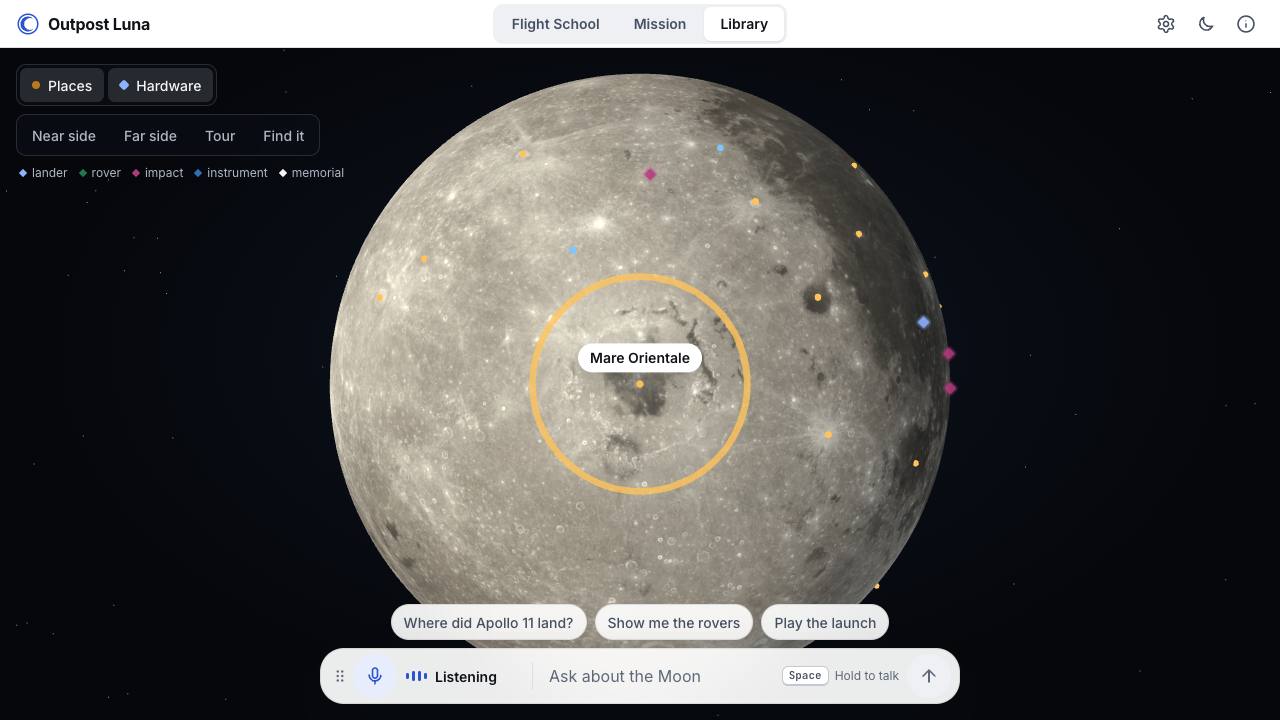 Outpost Luna
Flight School
Mission
Library
Places
Hardware
Near side
Far side
Tour
Find it
lander
rover
impact
instrument
memorial
Mare Orientale
Where did Apollo 11 land?
Show me the rovers
Play the launch
Listening
Ask about the Moon
Space
Hold to talk